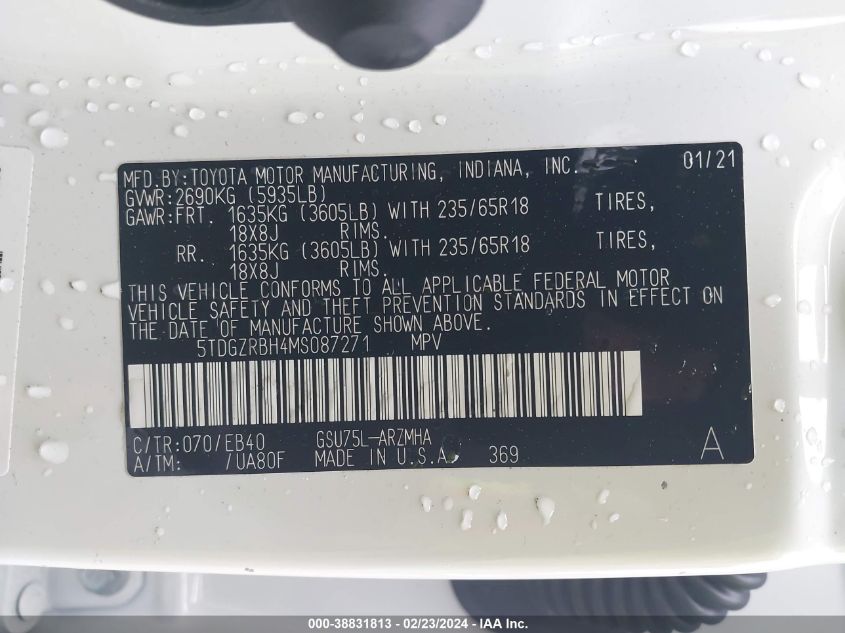 MFD.BY:TOYOTA MOTOR MANUFACTURING, INDIANA, INC. 01/21
GVWR:2690KG (5935LB)
GAWR:FRT. 1635KG (3605LB) WITH 235/65R18 TIRES,
18X8J RIMS.
RR. 1635KG (3605LB) WITH 235/65R18 TIRES,
18X8J RIMS.
THIS VEHICLE CONFORMS TO ALL APPLICABLE FEDERAL MOTOR
VEHICLE SAFETY AND THEFT PREVENTION STANDARDS IN EFFECT ON
THE DATE OF MANUFACTURE SHOWN ABOVE.
5TDGZRBH4MS087271 MPV
C/TR:070/EB40 GSU75L-ARZMHA
A/TM: /UA80F MADE IN U.S.A. 369 A
000-38831813 - 02/23/2024 - IAA Inc.